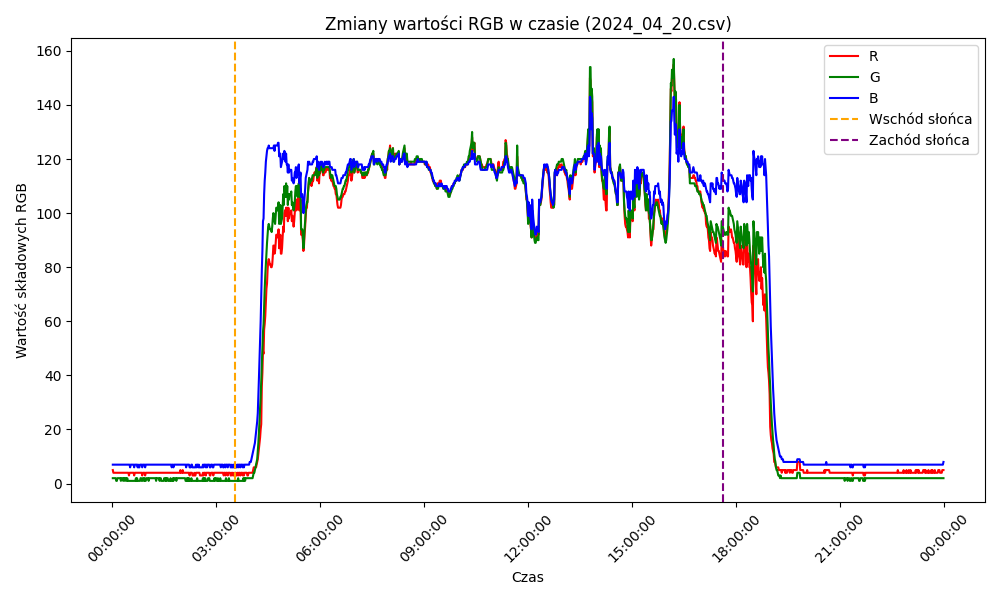 Zmiany wartości RGB w czasie (2024_04_20.csv)
160
140
120
100
80
60
40
20
0
Wartość składowych RGB
R
G
B
Wschód słońca
Zachód słońca
00:00:00
03:00:00
06:00:00
09:00:00
12:00:00
15:00:00
18:00:00
21:00:00
00:00:00
Czas